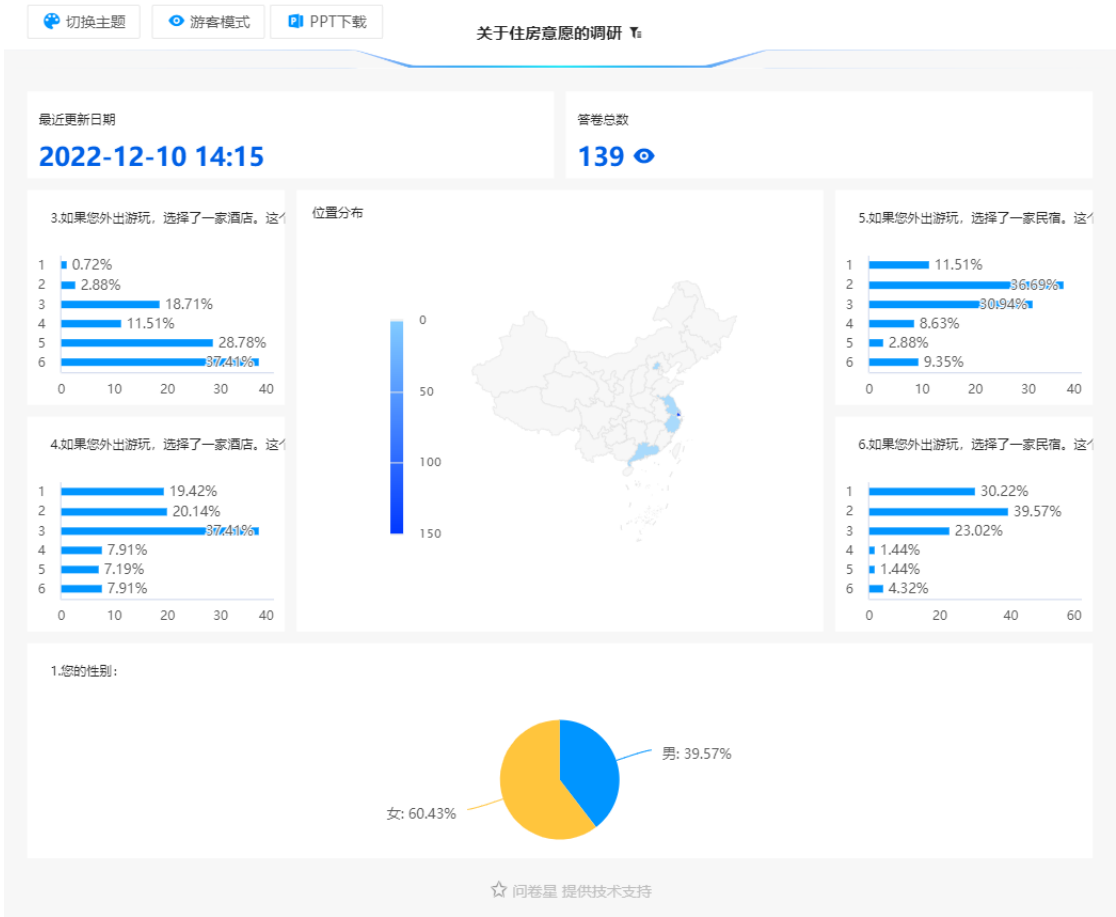 切换主题
游客模式
PPT下载
关于住房意愿的调研
最近更新日期
2022-12-10 14:15
答卷总数
139
3.如果您外出游玩，选择了一家酒店。这个
1 0.72%
2 2.88%
3 18.71%
4 11.51%
5 28.78%
6 37.41%
0 10 20 30 40
位置分布
0
50
100
150
5.如果您外出游玩，选择了一家民宿。这个
1 11.51%
2 36.69%
3 30.94%
4 8.63%
5 2.88%
6 9.35%
0 10 20 30 40
4.如果您外出游玩，选择了一家酒店。这个
1 19.42%
2 20.14%
3 37.41%
4 7.91%
5 7.19%
6 7.91%
0 10 20 30 40
6.如果您外出游玩，选择了一家民宿。这个
1 30.22%
2 39.57%
3 23.02%
4 1.44%
5 1.44%
6 4.32%
0 20 40 60
1.您的性别：
男: 39.57%
女: 60.43%
问卷星 提供技术支持